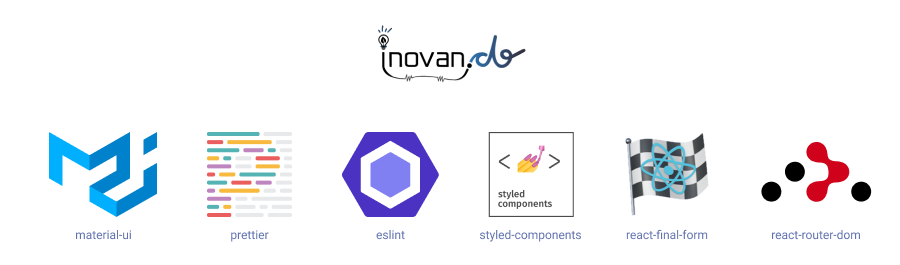 inovan.do
styled
components
material-ui
prettier
eslint
styled-components
react-final-form
react-router-dom